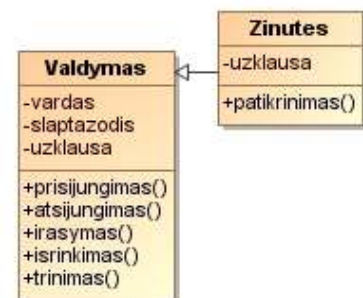 Valdymas
-vardas
-slaptazodis
-uzklausa
+prisijungimas()
+atsijungimas()
+irasymas()
+isrinkimas()
+trinimas()
Zinutes
-uzklausa
+patikrinimas()